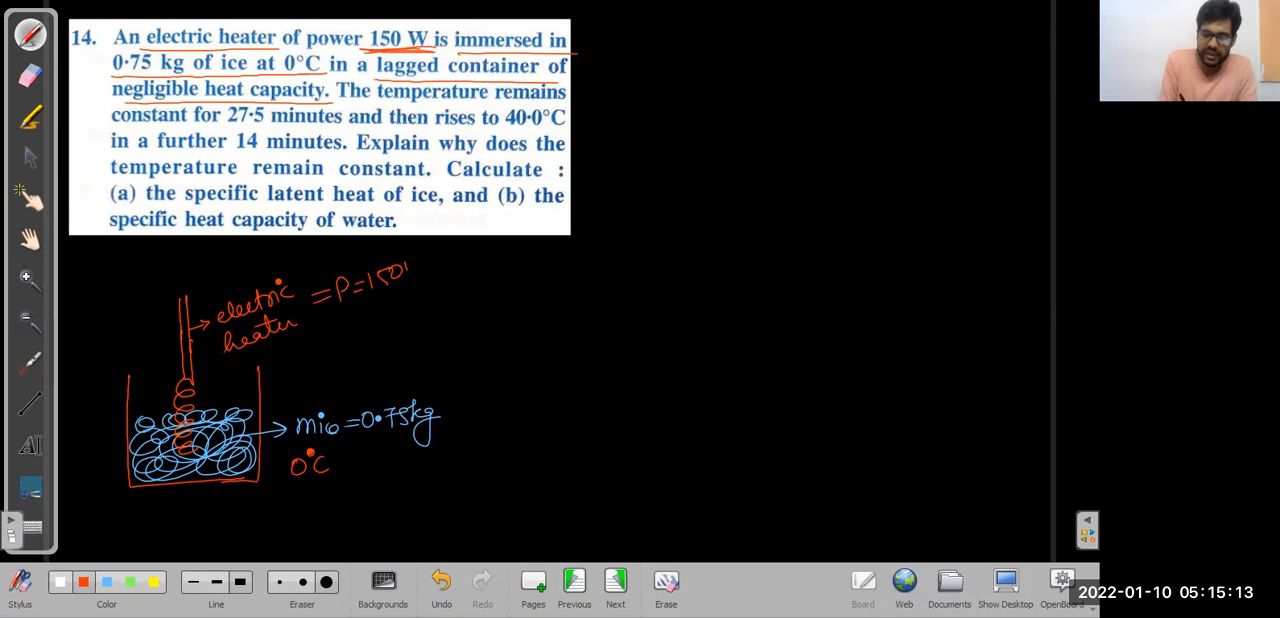 14. An electric heater of power 150 W is immersed in
0·75 kg of ice at 0°C in a lagged container of
negligible heat capacity. The temperature remains
constant for 27·5 minutes and then rises to 40·0°C
in a further 14 minutes. Explain why does the
temperature remain constant. Calculate :
(a) the specific latent heat of ice, and (b) the
specific heat capacity of water.
electric = P=150
heater
mice = 0.75kg
0°C
Stylus
Color
Line
Eraser
Backgrounds
Undo
Redo
Pages
Previous
Next
Erase
Board
Web
Documents
Show Desktop
OpenBoard
2022-01-10 05:15:13